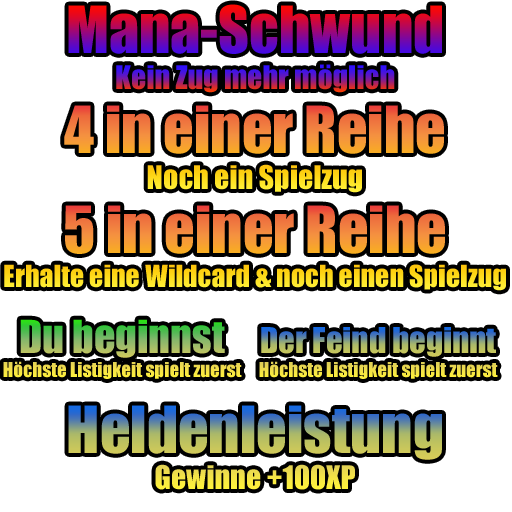 Mana-Schwund
Kein Zug mehr möglich
4 in einer Reihe
Noch ein Spielzug
5 in einer Reihe
Erhalte eine Wildcard & noch einen Spielzug
Du beginnst
Höchste Listigkeit spielt zuerst
Der Feind beginnt
Höchste Listigkeit spielt zuerst
Heldenleistung
Gewinne +100XP